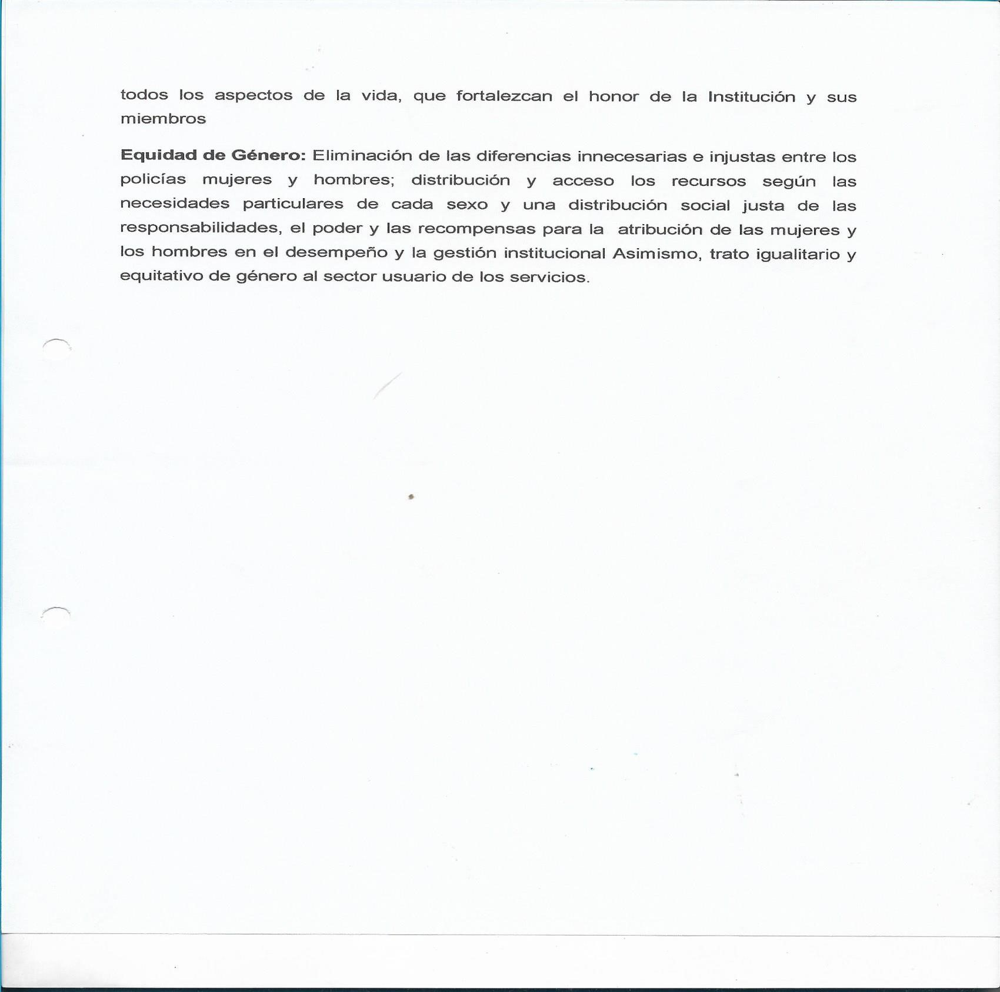 todos los aspectos de la vida, que fortalezcan el honor de la Institución y sus
miembros
Equidad de Género: Eliminación de las diferencias innecesarias e injustas entre los
policías mujeres y hombres; distribución y acceso los recursos según las
necesidades particulares de cada sexo y una distribución social justa de las
responsabilidades, el poder y las recompensas para la atribución de las mujeres y
los hombres en el desempeño y la gestión institucional Asimismo, trato igualitario y
equitativo de género al sector usuario de los servicios.